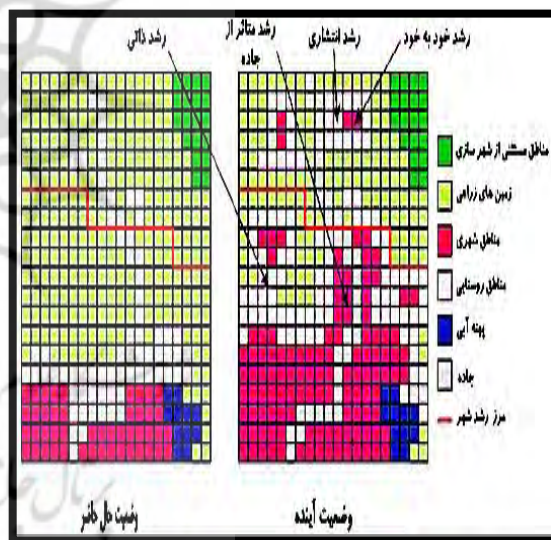 رشد خود به خود
رشد انتشاری
رشد متاثر از
جاده
رشد ذاتی
مناطق مستثنی از شهر سازی
زمین های زراعی
مناطق شهری
مناطق روستایی
پهنه آبی
جاده
مرز رشد شهر
وضعیت آینده
وضعیت حال حاضر